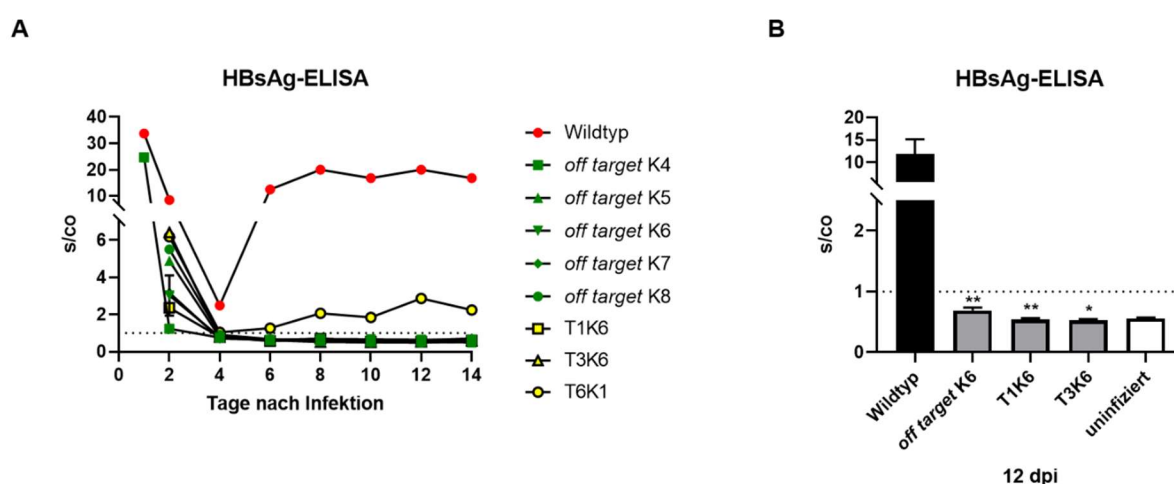 A
HBsAg-ELISA
40
30
20
10
6
4
2
0
s/co
0 2 4 6 8 10 12 14
Tage nach Infektion
Wildtyp
off target K4
off target K5
off target K6
off target K7
off target K8
T1K6
T3K6
T6K1
B
HBsAg-ELISA
20
15
10
2
1
0
s/co
** ** *
Wildtyp
off target K6
T1K6
T3K6
uninfiziert
12 dpi